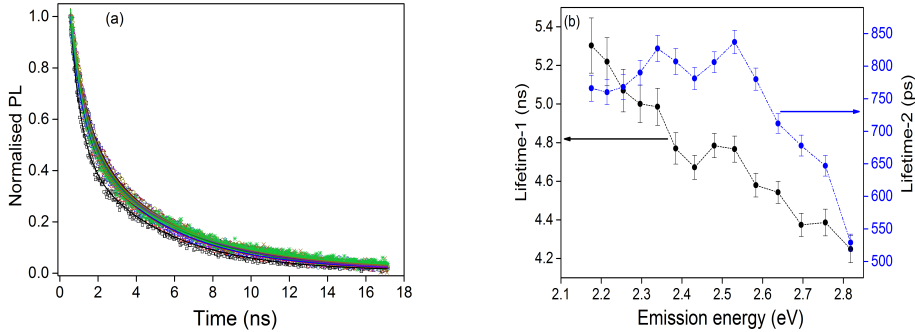 (a)
1.0
0.8
0.6
0.4
0.2
0.0
Normalised PL
0 2 4 6 8 10 12 14 16 18
Time (ns)
(b)
5.4
5.2
5.0
4.8
4.6
4.4
4.2
Lifetime-1 (ns)
850
800
750
700
650
600
550
500
Lifetime-2 (ps)
2.1 2.2 2.3 2.4 2.5 2.6 2.7 2.8
Emission energy (eV)